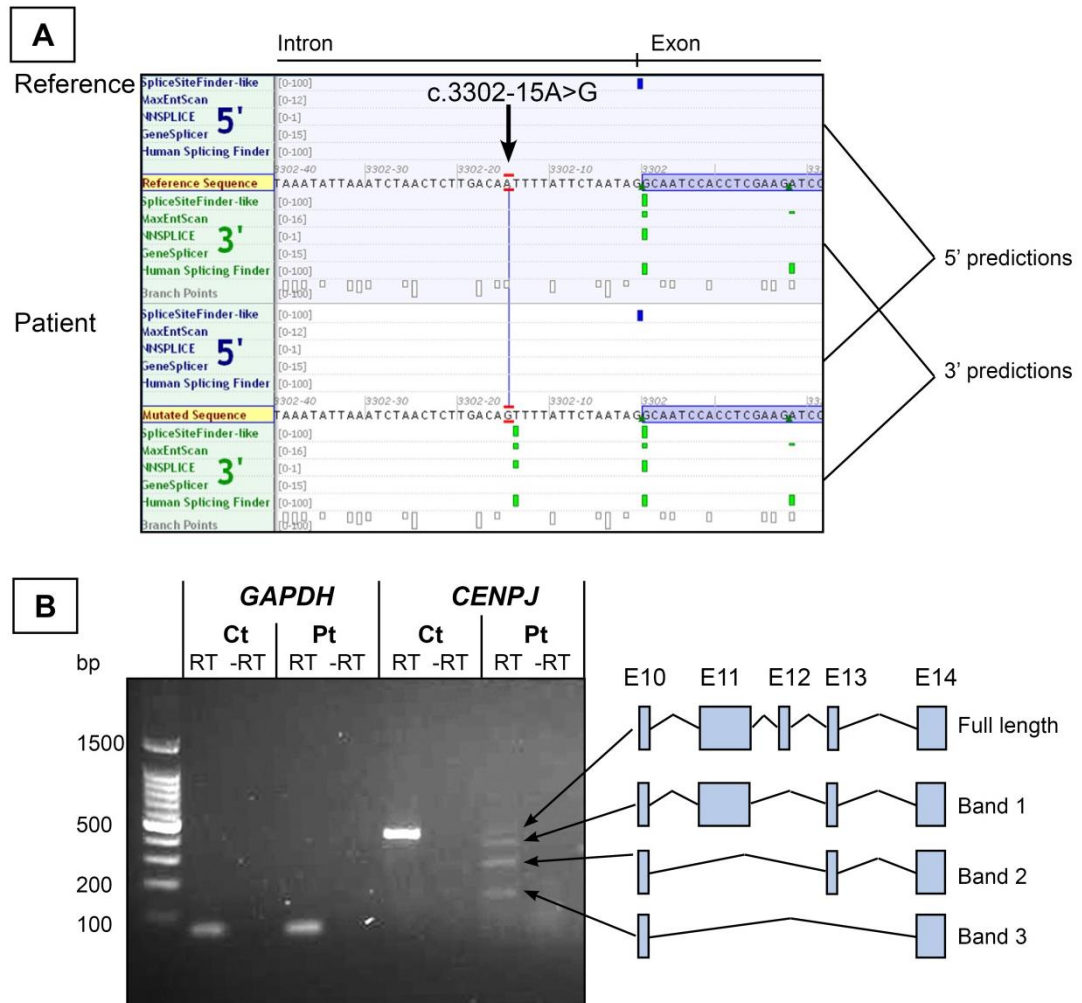 A
Intron Exon
Reference
c.3302-15A>G
SpliceSiteFinder-like [0-100]
MaxEntScan [0-12]
NNSPLICE [0-1]
GeneSplicer [0-15]
Human Splicing Finder [0-100]
5'
3302-40 3302-30 3302-20 3302-10 3302
Reference Sequence TAAATATTAAATCTAACTCTTGACAATTTTATTCTAATAGGCAATCCACCTCGAAGATCC
SpliceSiteFinder-like [0-100]
MaxEntScan [0-16]
NNSPLICE [0-1]
GeneSplicer [0-15]
Human Splicing Finder [0-100]
3'
Branch Points [0-100]
5' predictions
Patient
SpliceSiteFinder-like [0-100]
MaxEntScan [0-12]
NNSPLICE [0-1]
GeneSplicer [0-15]
Human Splicing Finder [0-100]
5'
3' predictions
3302-40 3302-30 3302-20 3302-10 3302
Mutated Sequence TAAATATTAAATCTAACTCTTGACAGTTTTATTCTAATAGGCAATCCACCTCGAAGATCC
SpliceSiteFinder-like [0-100]
MaxEntScan [0-16]
NNSPLICE [0-1]
GeneSplicer [0-15]
Human Splicing Finder [0-100]
3'
Branch Points [0-100]
B
GAPDH CENPJ
Ct Pt Ct Pt
bp RT -RT RT -RT RT -RT RT -RT
E10 E11 E12 E13 E14
1500
Full length
500
Band 1
200
Band 2
100
Band 3